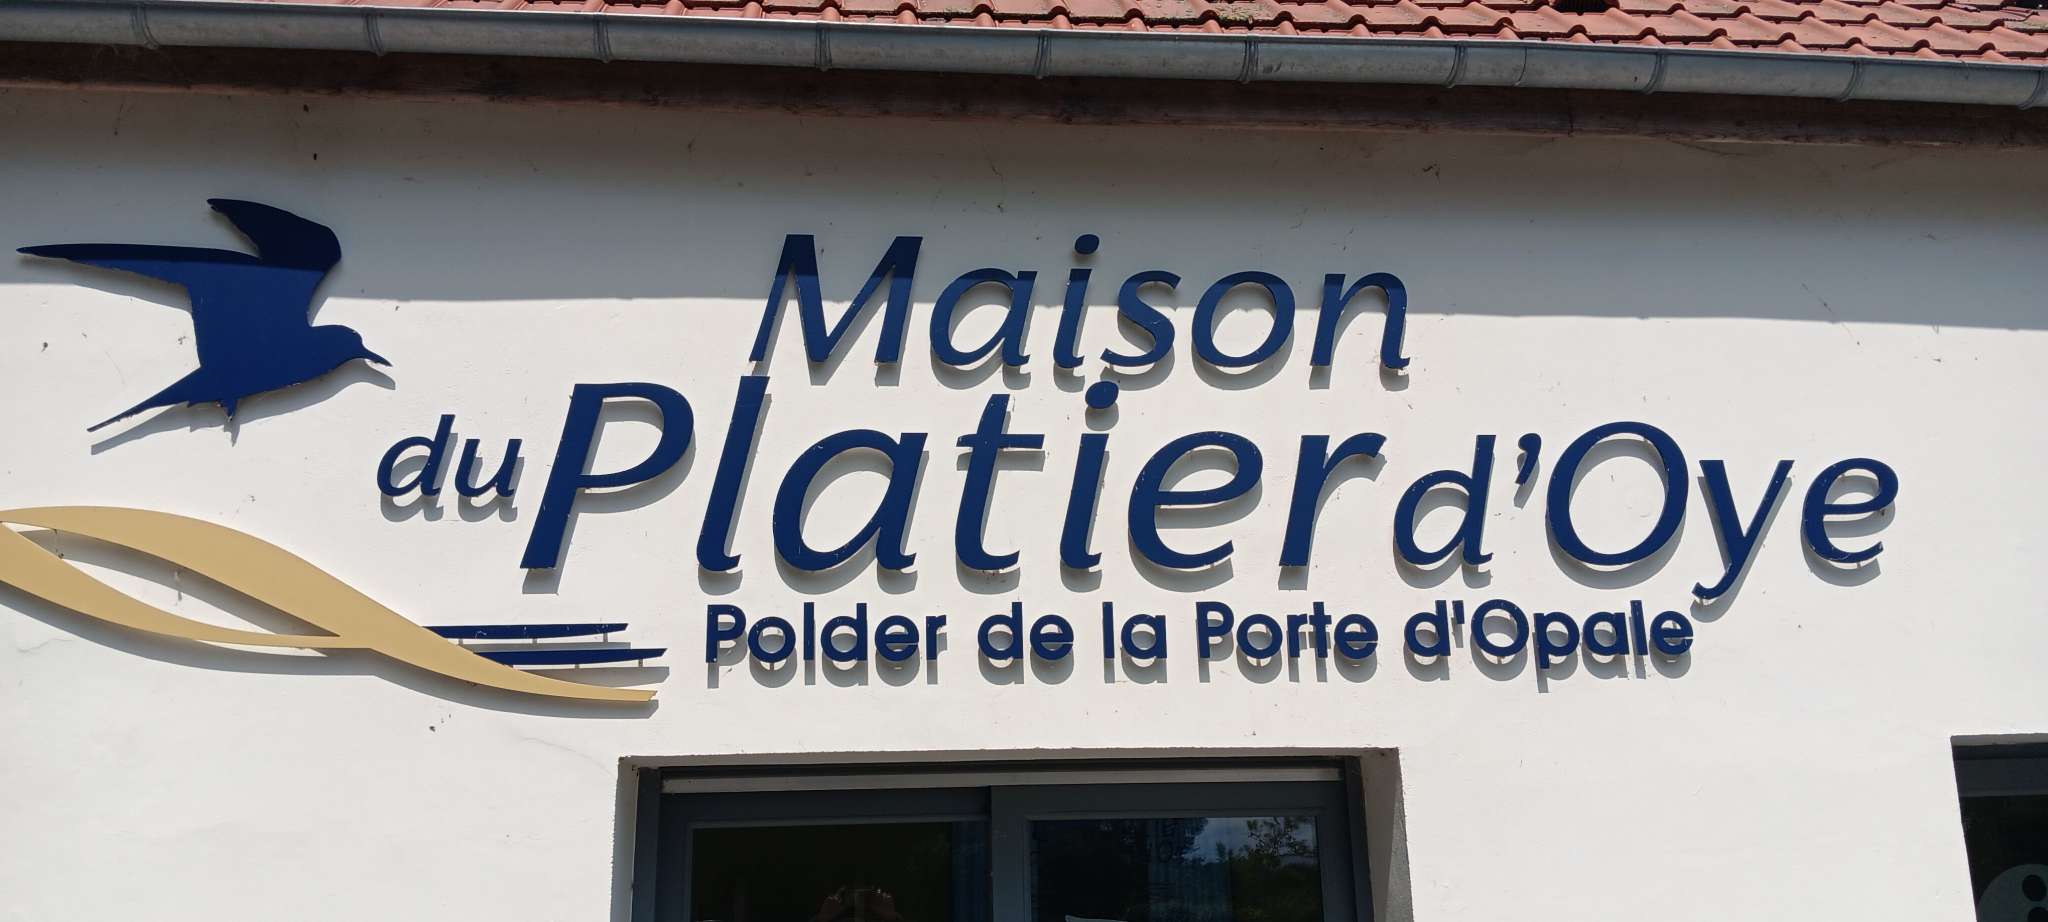 Maison
du Platier d'Oye
Polder de la Porte d'Opale